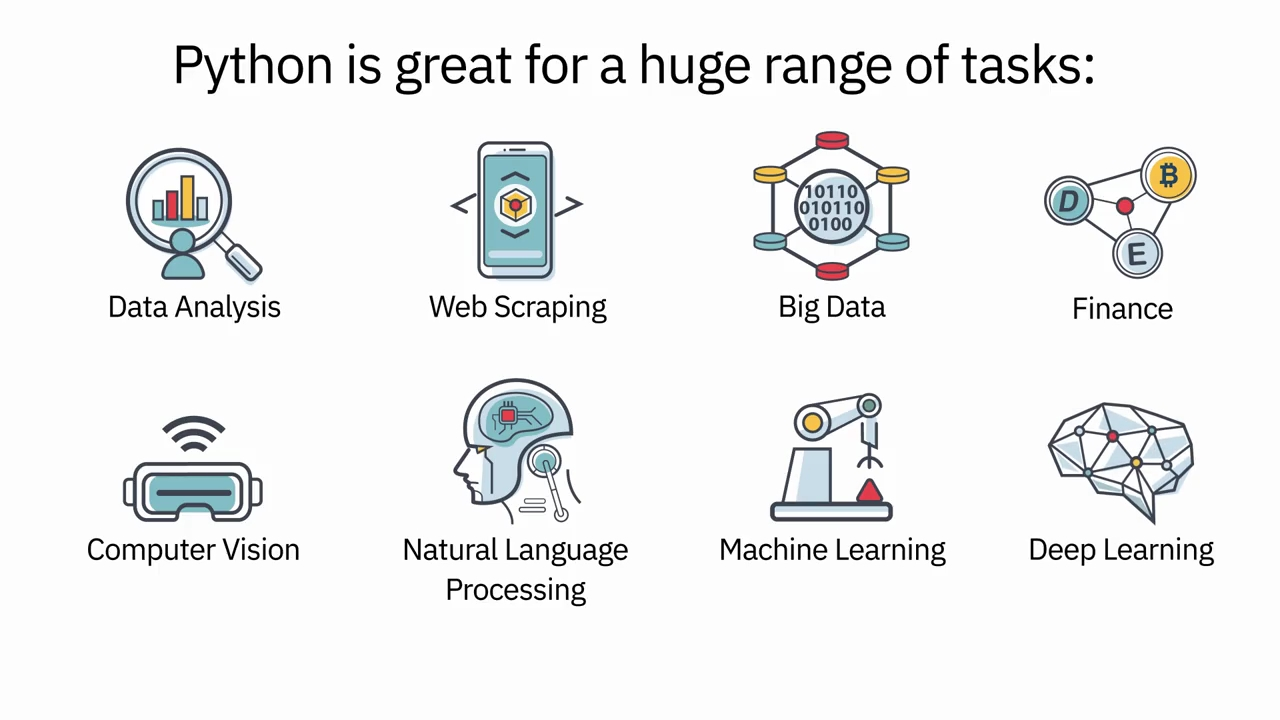 Python is great for a huge range of tasks:
10110
010110
0100
D
B
E
Data Analysis
Web Scraping
Big Data
Finance
Computer Vision
Natural Language
Processing
Machine Learning
Deep Learning